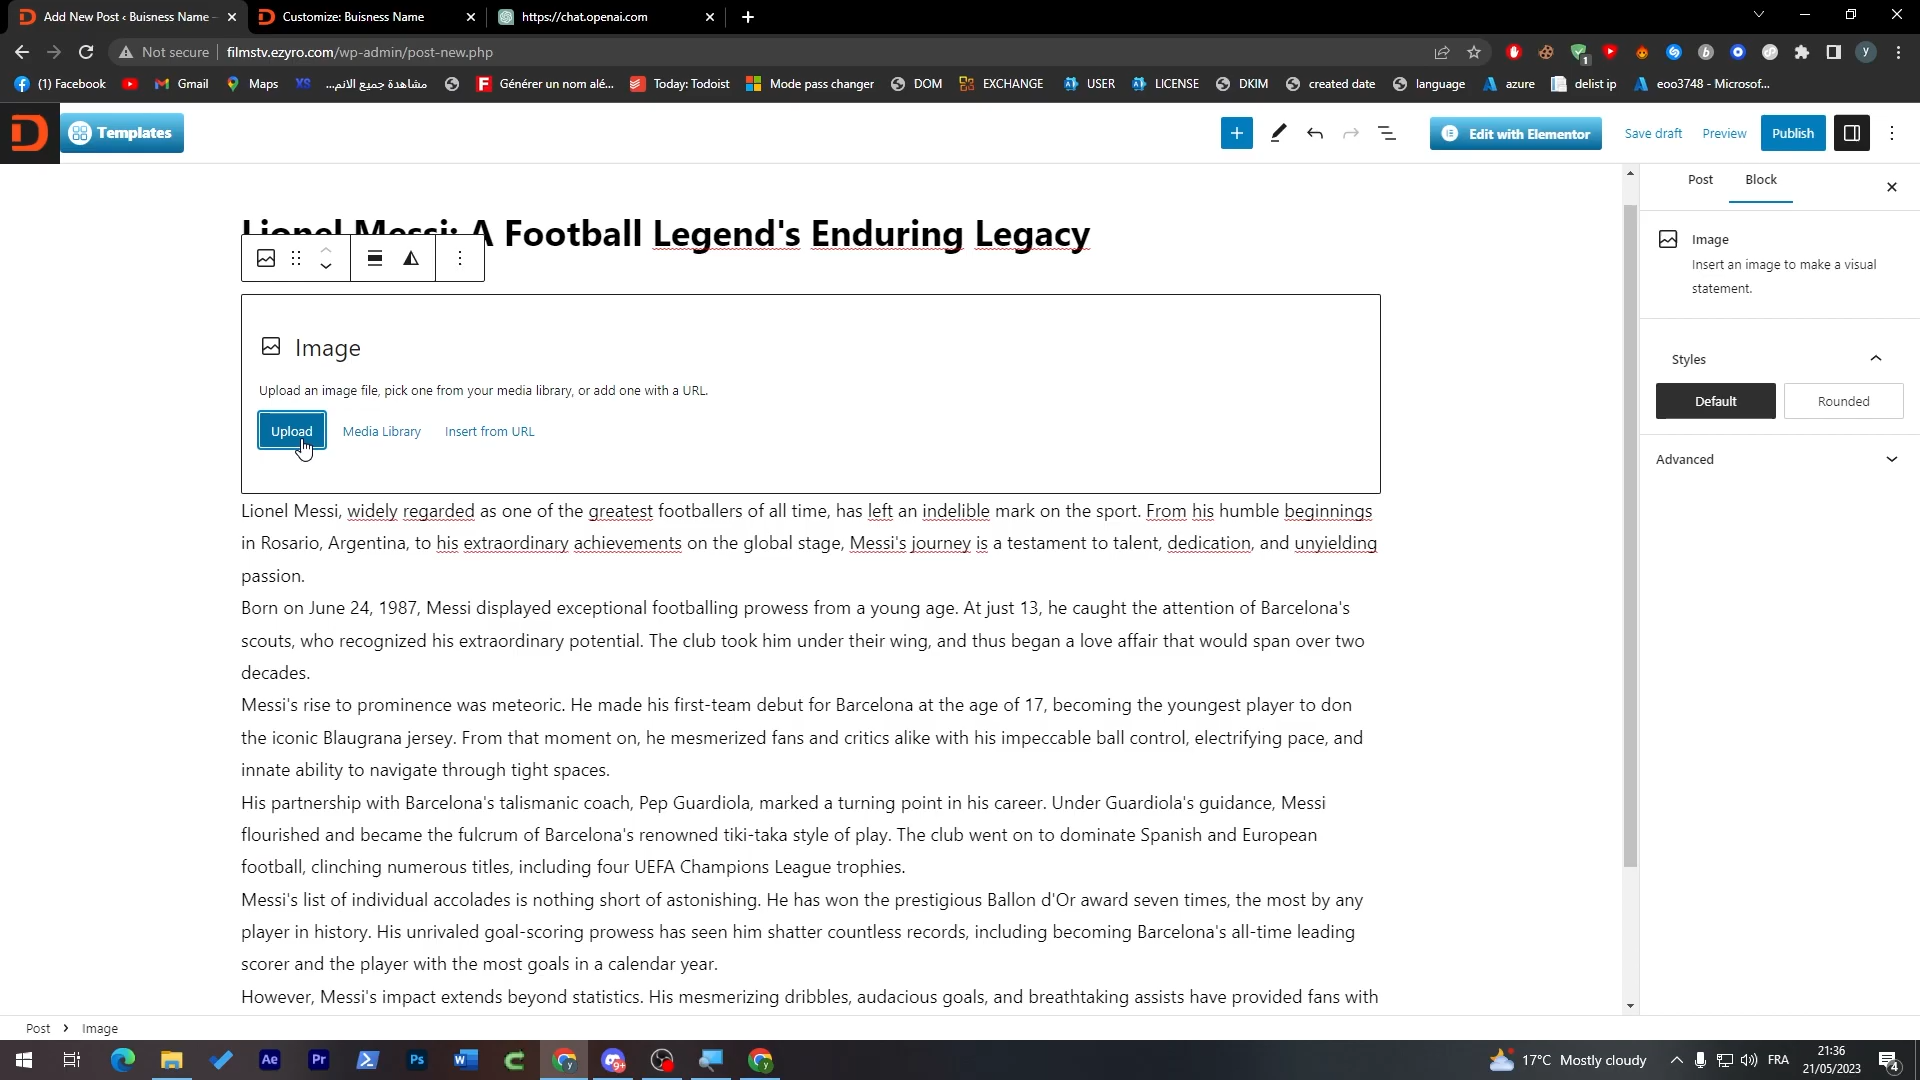 Add New Post ‹ Buisness Name –
Customize: Buisness Name
https://chat.openai.com
Not secure
filmstv.ezyro.com/wp-admin/post-new.php
(1) Facebook
Gmail
Maps
XS
مشاهدة جميع الانم...
Générer un nom alé...
Today: Todoist
Mode pass changer
DOM
EXCHANGE
USER
LICENSE
DKIM
created date
language
azure
delist ip
eoo3748 - Microsof...
Templates
Edit with Elementor
Save draft
Preview
Publish
Post
Block
Lionel Messi: A Football Legend's Enduring Legacy
Image
Insert an image to make a visual
statement.
Image
Upload an image file, pick one from your media library, or add one with a URL.
Upload
Media Library
Insert from URL
Styles
Default
Rounded
Advanced
Lionel Messi, widely regarded as one of the greatest footballers of all time, has left an indelible mark on the sport. From his humble beginnings
in Rosario, Argentina, to his extraordinary achievements on the global stage, Messi's journey is a testament to talent, dedication, and unyielding
passion.
Born on June 24, 1987, Messi displayed exceptional footballing prowess from a young age. At just 13, he caught the attention of Barcelona's
scouts, who recognized his extraordinary potential. The club took him under their wing, and thus began a love affair that would span over two
decades.
Messi's rise to prominence was meteoric. He made his first-team debut for Barcelona at the age of 17, becoming the youngest player to don
the iconic Blaugrana jersey. From that moment on, he mesmerized fans and critics alike with his impeccable ball control, electrifying pace, and
innate ability to navigate through tight spaces.
His partnership with Barcelona's talismanic coach, Pep Guardiola, marked a turning point in his career. Under Guardiola's guidance, Messi
flourished and became the fulcrum of Barcelona's renowned tiki-taka style of play. The club went on to dominate Spanish and European
football, clinching numerous titles, including four UEFA Champions League trophies.
Messi's list of individual accolades is nothing short of astonishing. He has won the prestigious Ballon d'Or award seven times, the most by any
player in history. His unrivaled goal-scoring prowess has seen him shatter countless records, including becoming Barcelona's all-time leading
scorer and the player with the most goals in a calendar year.
However, Messi's impact extends beyond statistics. His mesmerizing dribbles, audacious goals, and breathtaking assists have provided fans with
Post
Image
Ae
Pr
Ps
17°C Mostly cloudy
FRA
21:36
21/05/2023
4